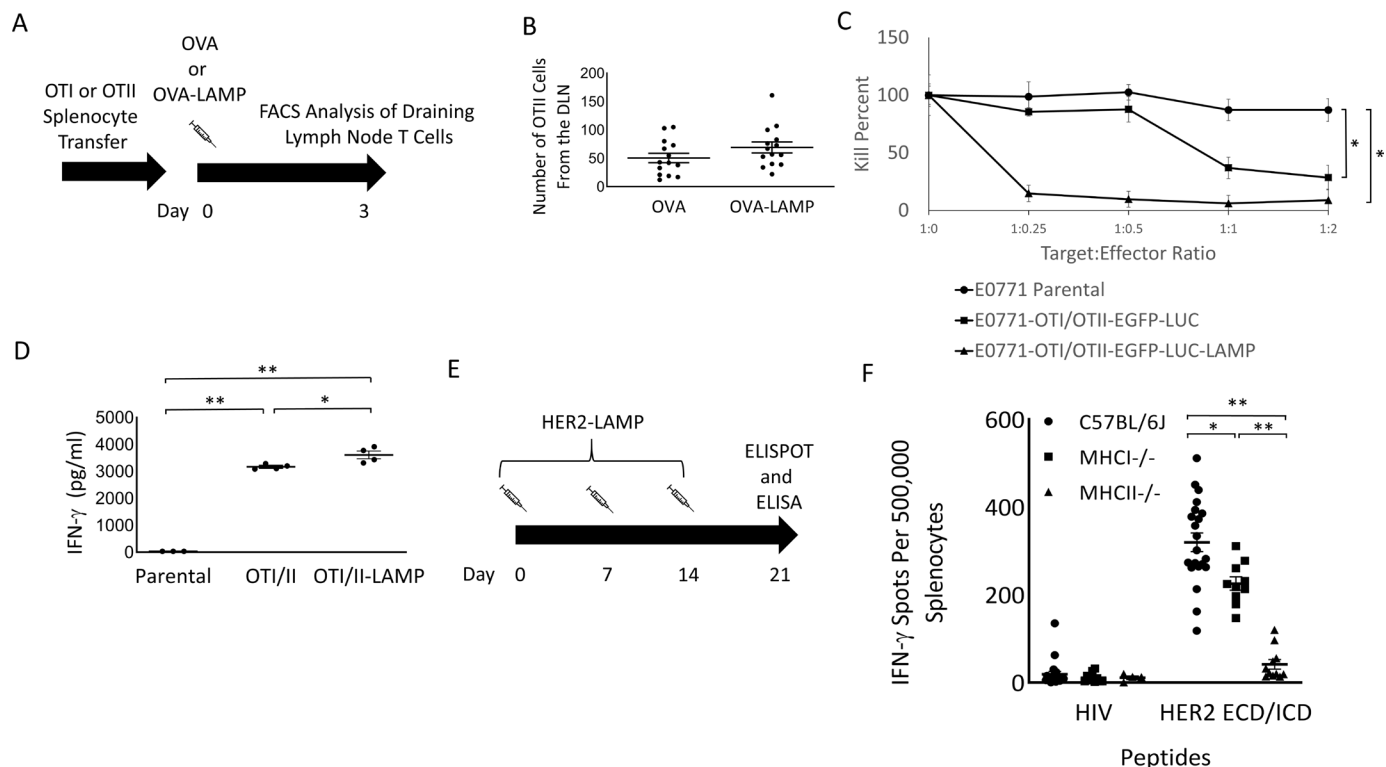 A
OVA
or
OVA-LAMP
OTI or OTII
Splenocyte
Transfer
FACS Analysis of Draining
Lymph Node T Cells
Day 0 3
B
Number of OTII Cells
From the DLN
200
150
100
50
0
OVA OVA-LAMP
C
Kill Percent
150
100
50
0
1:0 1:0.25 1:0.5 1:1 1:2
Target:Effector Ratio
*
*
E0771 Parental
E0771-OTI/OTII-EGFP-LUC
E0771-OTI/OTII-EGFP-LUC-LAMP
D
**
** *
IFN-γ (pg/ml)
5000
4000
3000
2000
1000
0
Parental OTI/II OTI/II-LAMP
E
HER2-LAMP
ELISPOT
and
ELISA
Day 0 7 14 21
F
IFN-γ Spots Per 500,000
Splenocytes
600
400
200
0
C57BL/6J
MHCI-/-
MHCII-/-
**
* **
HIV HER2 ECD/ICD
Peptides